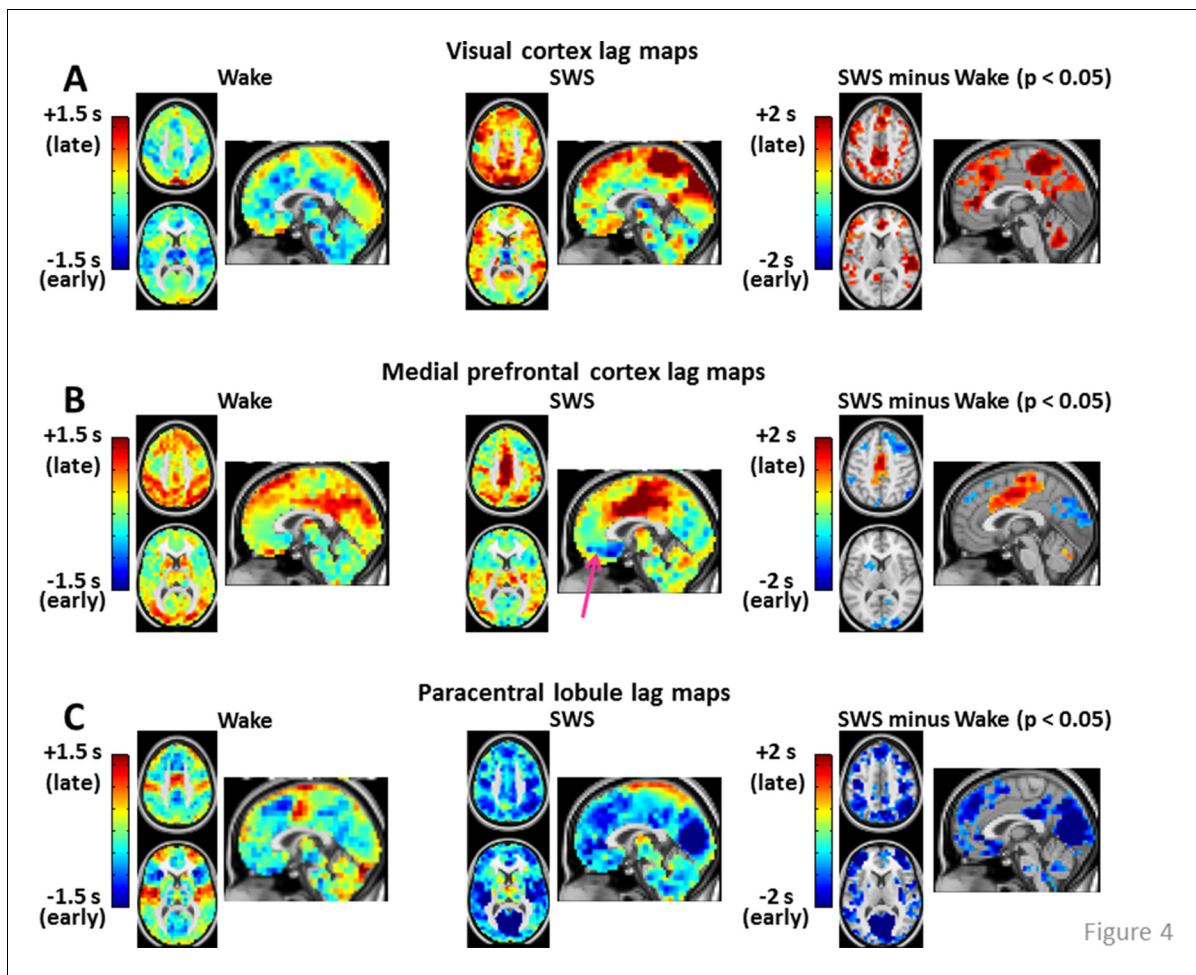 Visual cortex lag maps
A
Wake
SWS
SWS minus Wake (p < 0.05)
+1.5 s
(late)
-1.5 s
(early)
+2 s
(late)
-2 s
(early)
Medial prefrontal cortex lag maps
B
Wake
SWS
SWS minus Wake (p < 0.05)
+1.5 s
(late)
-1.5 s
(early)
+2 s
(late)
-2 s
(early)
Paracentral lobule lag maps
C
Wake
SWS
SWS minus Wake (p < 0.05)
+1.5 s
(late)
-1.5 s
(early)
+2 s
(late)
-2 s
(early)
Figure 4